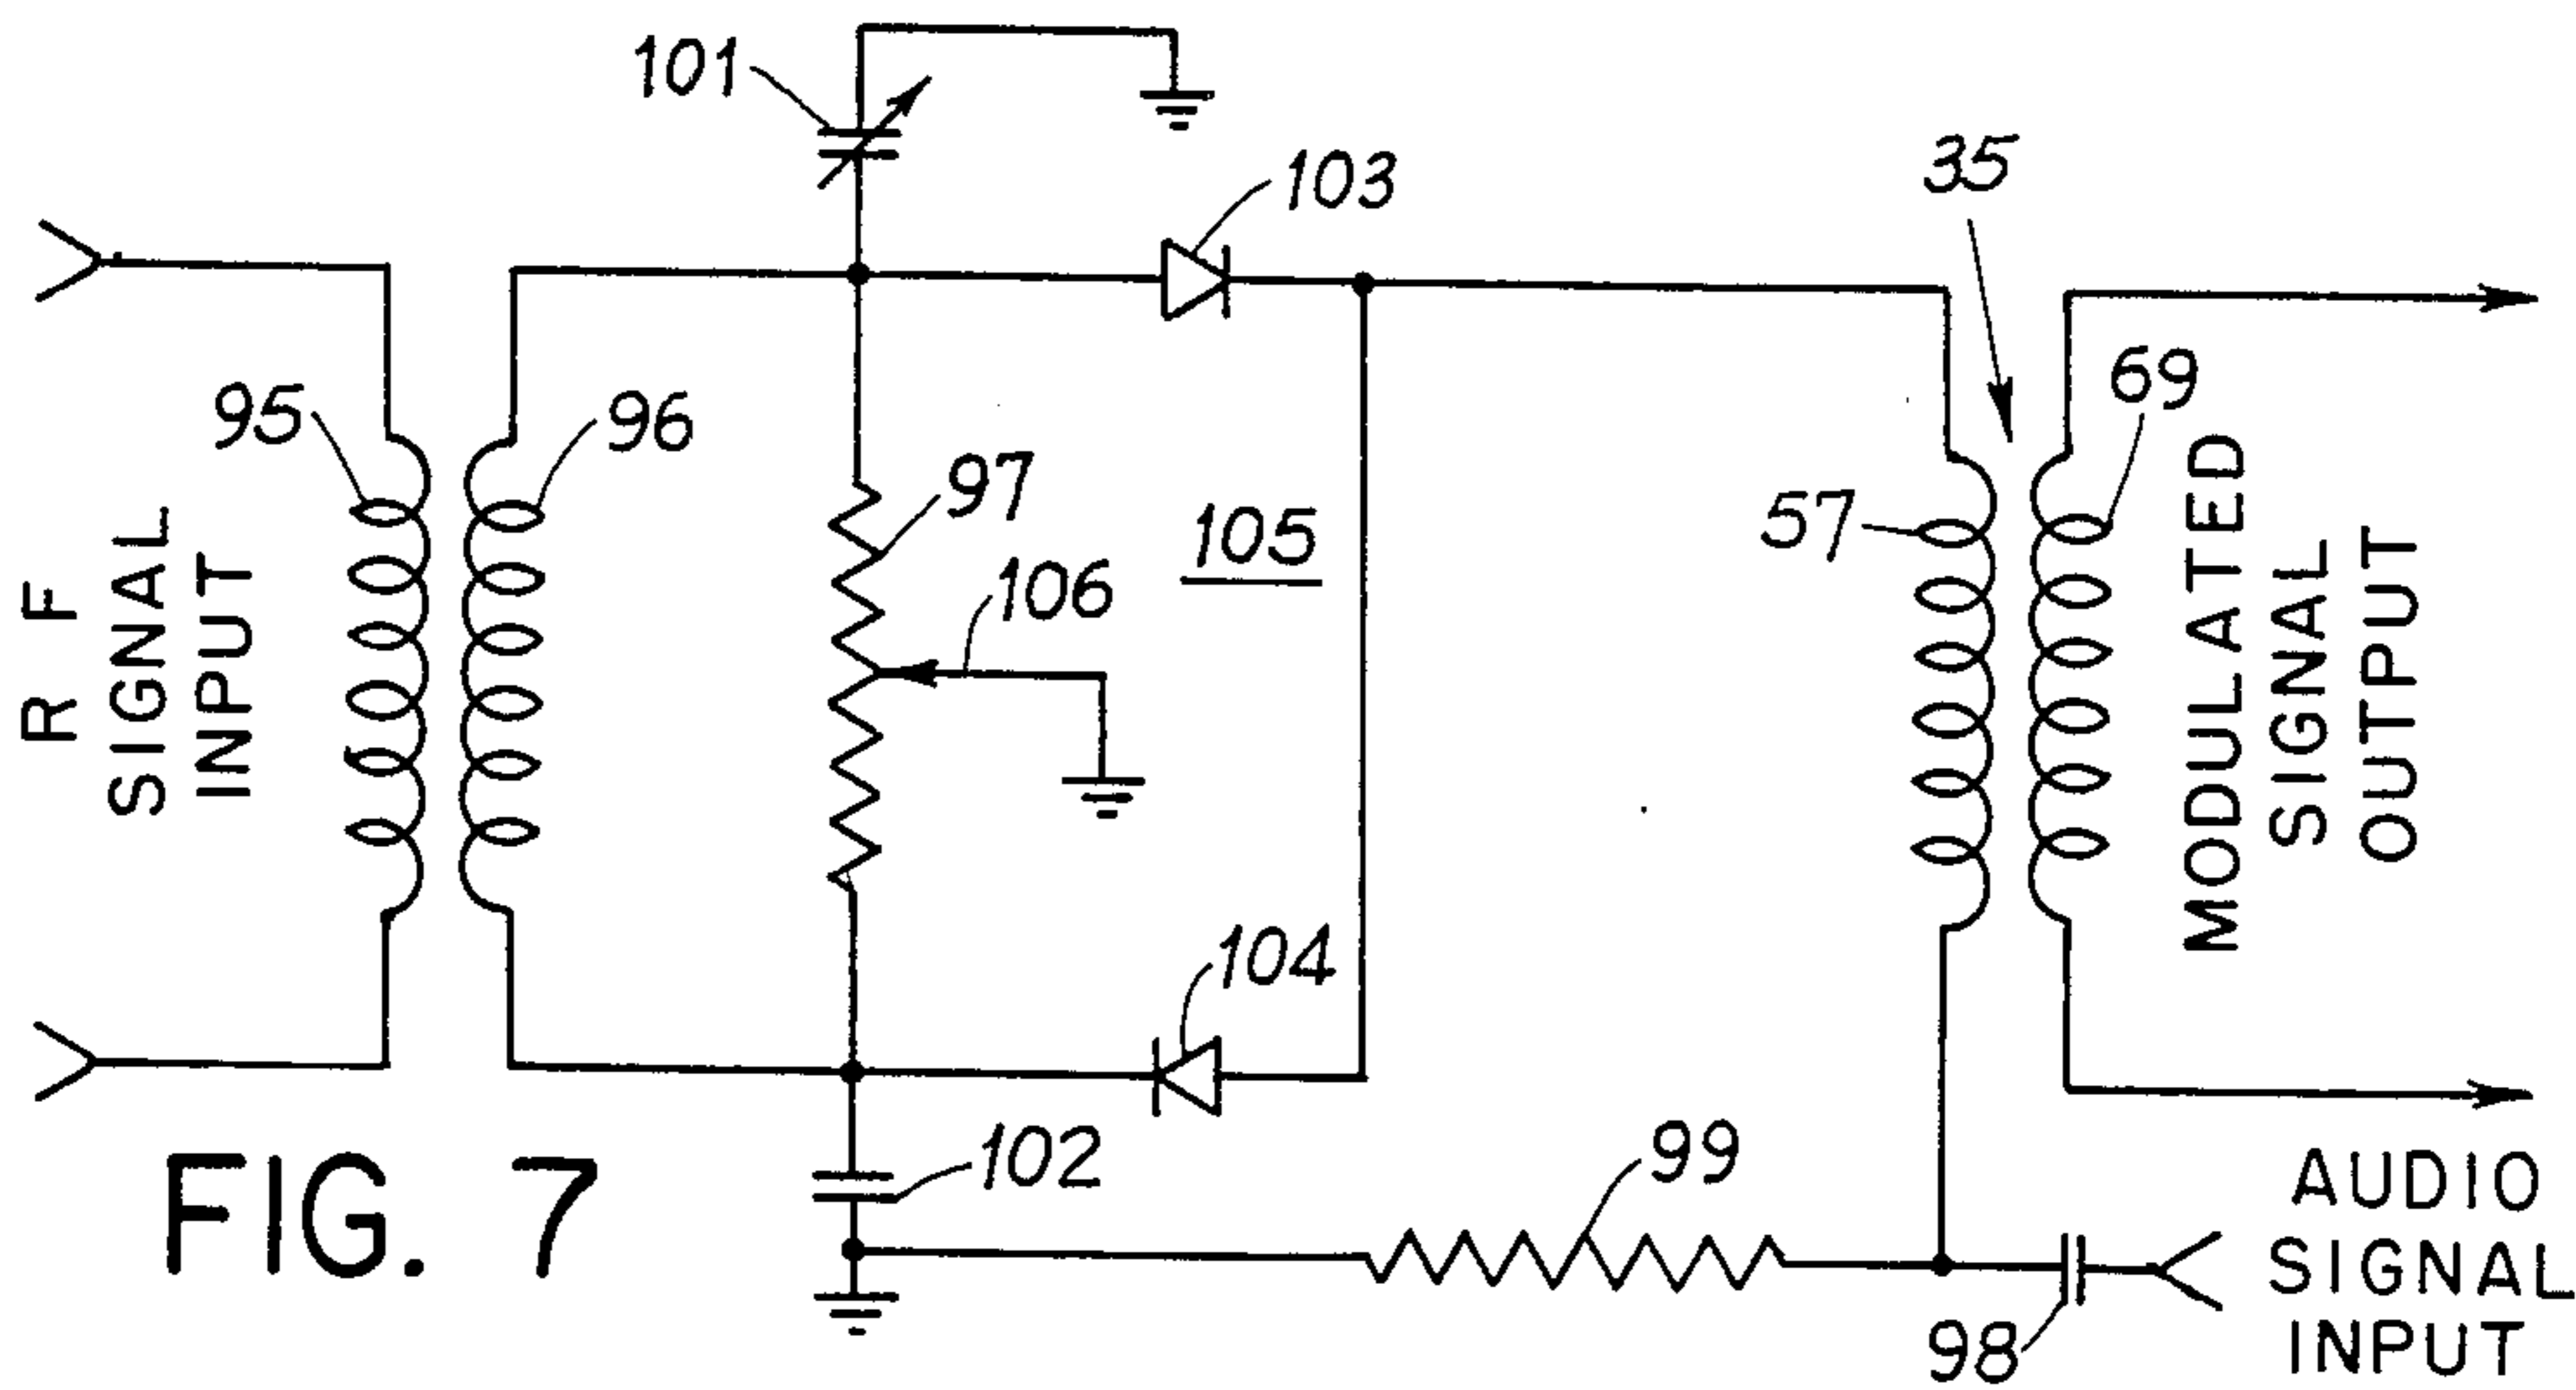 101
103
35
95
96
97
106
105
57
69
R F
SIGNAL
INPUT
MODULATED
SIGNAL
OUTPUT
104
102
99
98
FIG. 7
AUDIO
SIGNAL
INPUT